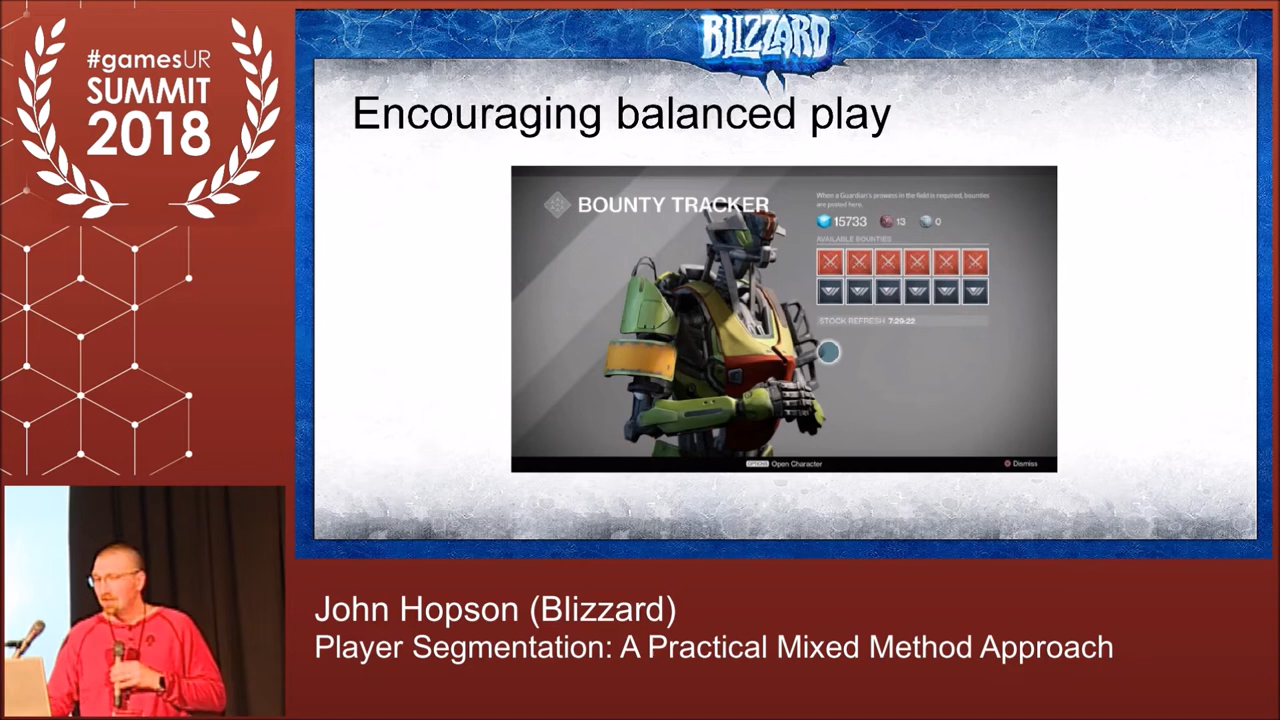 #gamesUR
SUMMIT
2018
BLIZZARD
Encouraging balanced play
BOUNTY TRACKER
When a Guardian's prowess in the field is required, bounties
are posted here.
15733 13 0
AVAILABLE BOUNTIES
STOCK REFRESH 7:29:22
OPTIONS Open Character
Dismiss
John Hopson (Blizzard)
Player Segmentation: A Practical Mixed Method Approach